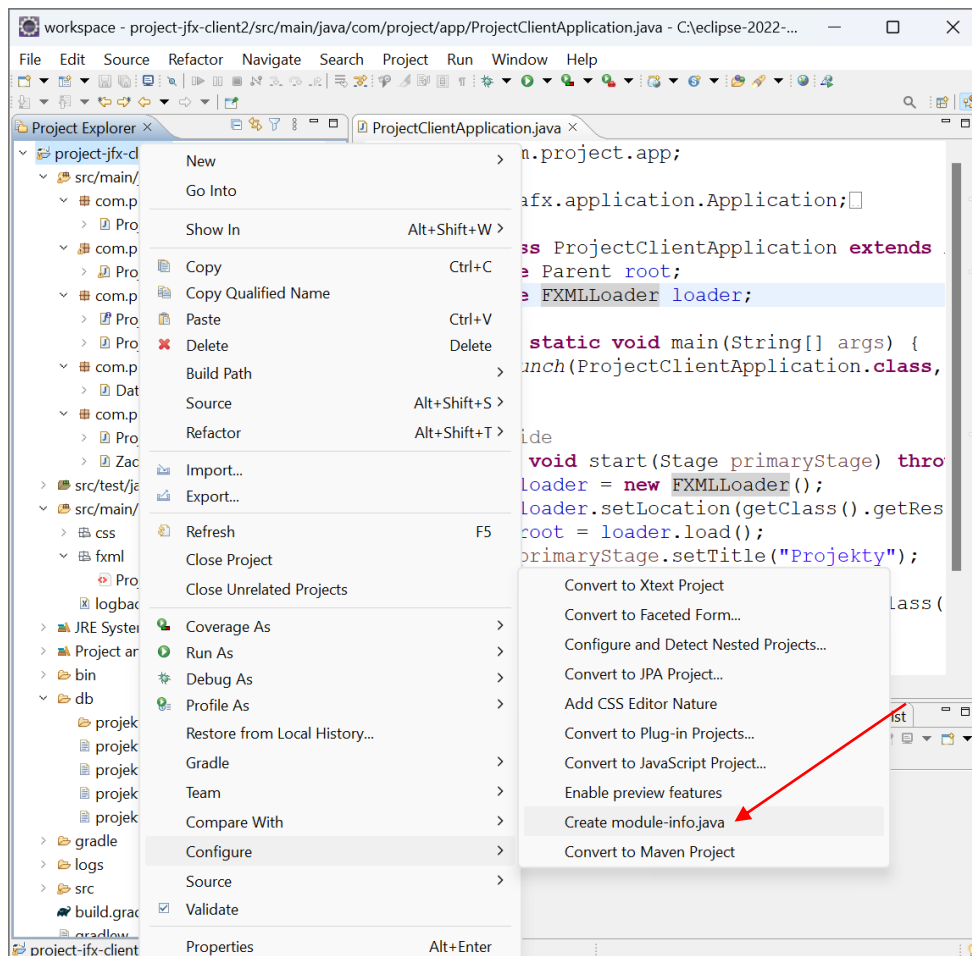 workspace - project-jfx-client2/src/main/java/com/project/app/ProjectClientApplication.java - C:\eclipse-2022-...
File Edit Source Refactor Navigate Search Project Run Window Help
Project Explorer
ProjectClientApplication.java
project-jfx-cl
src/main/
com.p
Proj
com.p
Proj
com.p
Proj
Proj
com.p
Dat
com.p
Proj
Zad
src/test/ja
src/main/
css
fxml
Proj
logbac
JRE System
Project an
bin
db
projek
projek
projek
projek
projek
gradle
logs
src
build.grad
gradlew
project-jfx-client
New
Go Into
Show In Alt+Shift+W
Copy Ctrl+C
Copy Qualified Name
Paste Ctrl+V
Delete Delete
Build Path
Source Alt+Shift+S
Refactor Alt+Shift+T
Import...
Export...
Refresh F5
Close Project
Close Unrelated Projects
Coverage As
Run As
Debug As
Profile As
Restore from Local History...
Gradle
Team
Compare With
Configure
Source
Validate
Properties Alt+Enter
m.project.app;
afx.application.Application;
ss ProjectClientApplication extends
e Parent root;
e FXMLLoader loader;
static void main(String[] args) {
unch(ProjectClientApplication.class,
ide
void start(Stage primaryStage) thro
loader = new FXMLLoader();
loader.setLocation(getClass().getRes
root = loader.load();
primaryStage.setTitle("Projekty");
lass(
Convert to Xtext Project
Convert to Faceted Form...
Configure and Detect Nested Projects...
Convert to JPA Project...
Add CSS Editor Nature
Convert to Plug-in Projects...
Convert to JavaScript Project...
Enable preview features
Create module-info.java
Convert to Maven Project
ist